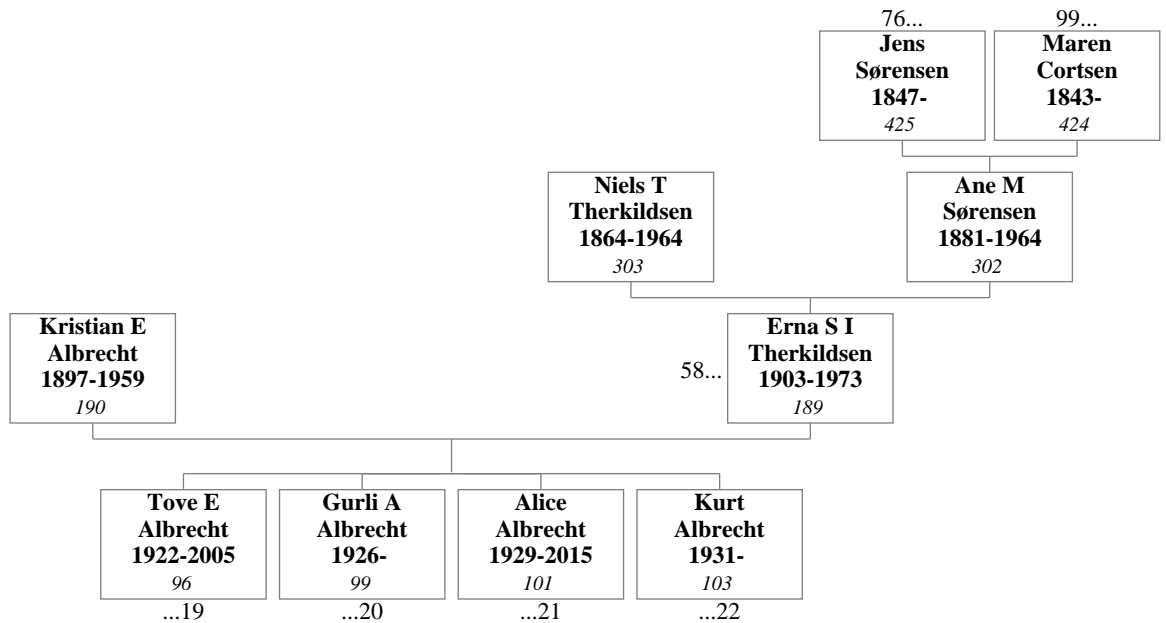 76...
99...
Jens
Sørensen
1847-
425
Maren
Cortsen
1843-
424
Niels T
Therkildsen
1864-1964
303
Ane M
Sørensen
1881-1964
302
Kristian E
Albrecht
1897-1959
190
58...
Erna S I
Therkildsen
1903-1973
189
Tove E
Albrecht
1922-2005
96
...19
Gurli A
Albrecht
1926-
99
...20
Alice
Albrecht
1929-2015
101
...21
Kurt
Albrecht
1931-
103
...22